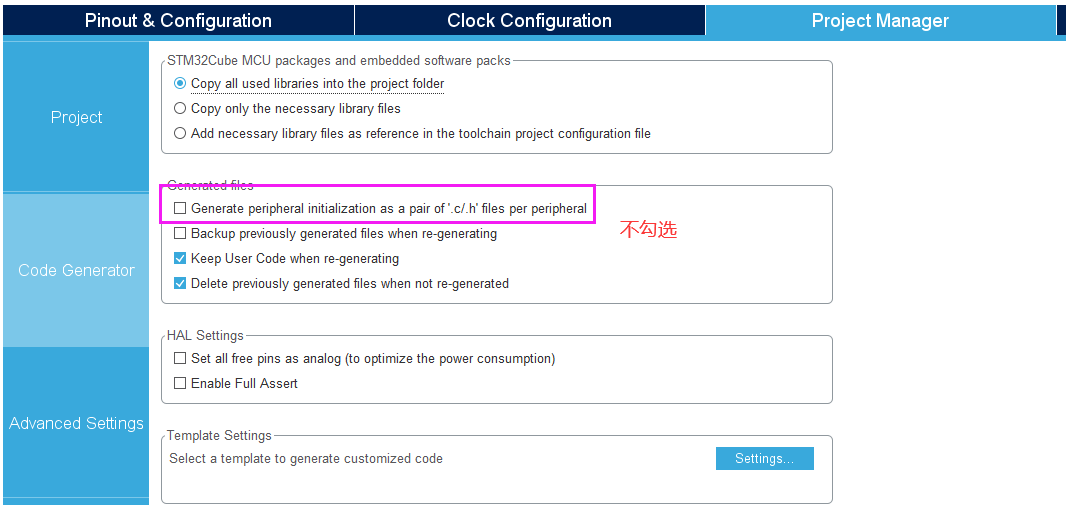 Pinout & Configuration
Clock Configuration
Project Manager
Project
Code Generator
Advanced Settings
STM32Cube MCU packages and embedded software packs
Copy all used libraries into the project folder
Copy only the necessary library files
Add necessary library files as reference in the toolchain project configuration file
Generated files
Generate peripheral initialization as a pair of '.c/.h' files per peripheral
Backup previously generated files when re-generating
不勾选
Keep User Code when re-generating
Delete previously generated files when not re-generated
HAL Settings
Set all free pins as analog (to optimize the power consumption)
Enable Full Assert
Template Settings
Select a template to generate customized code
Settings...